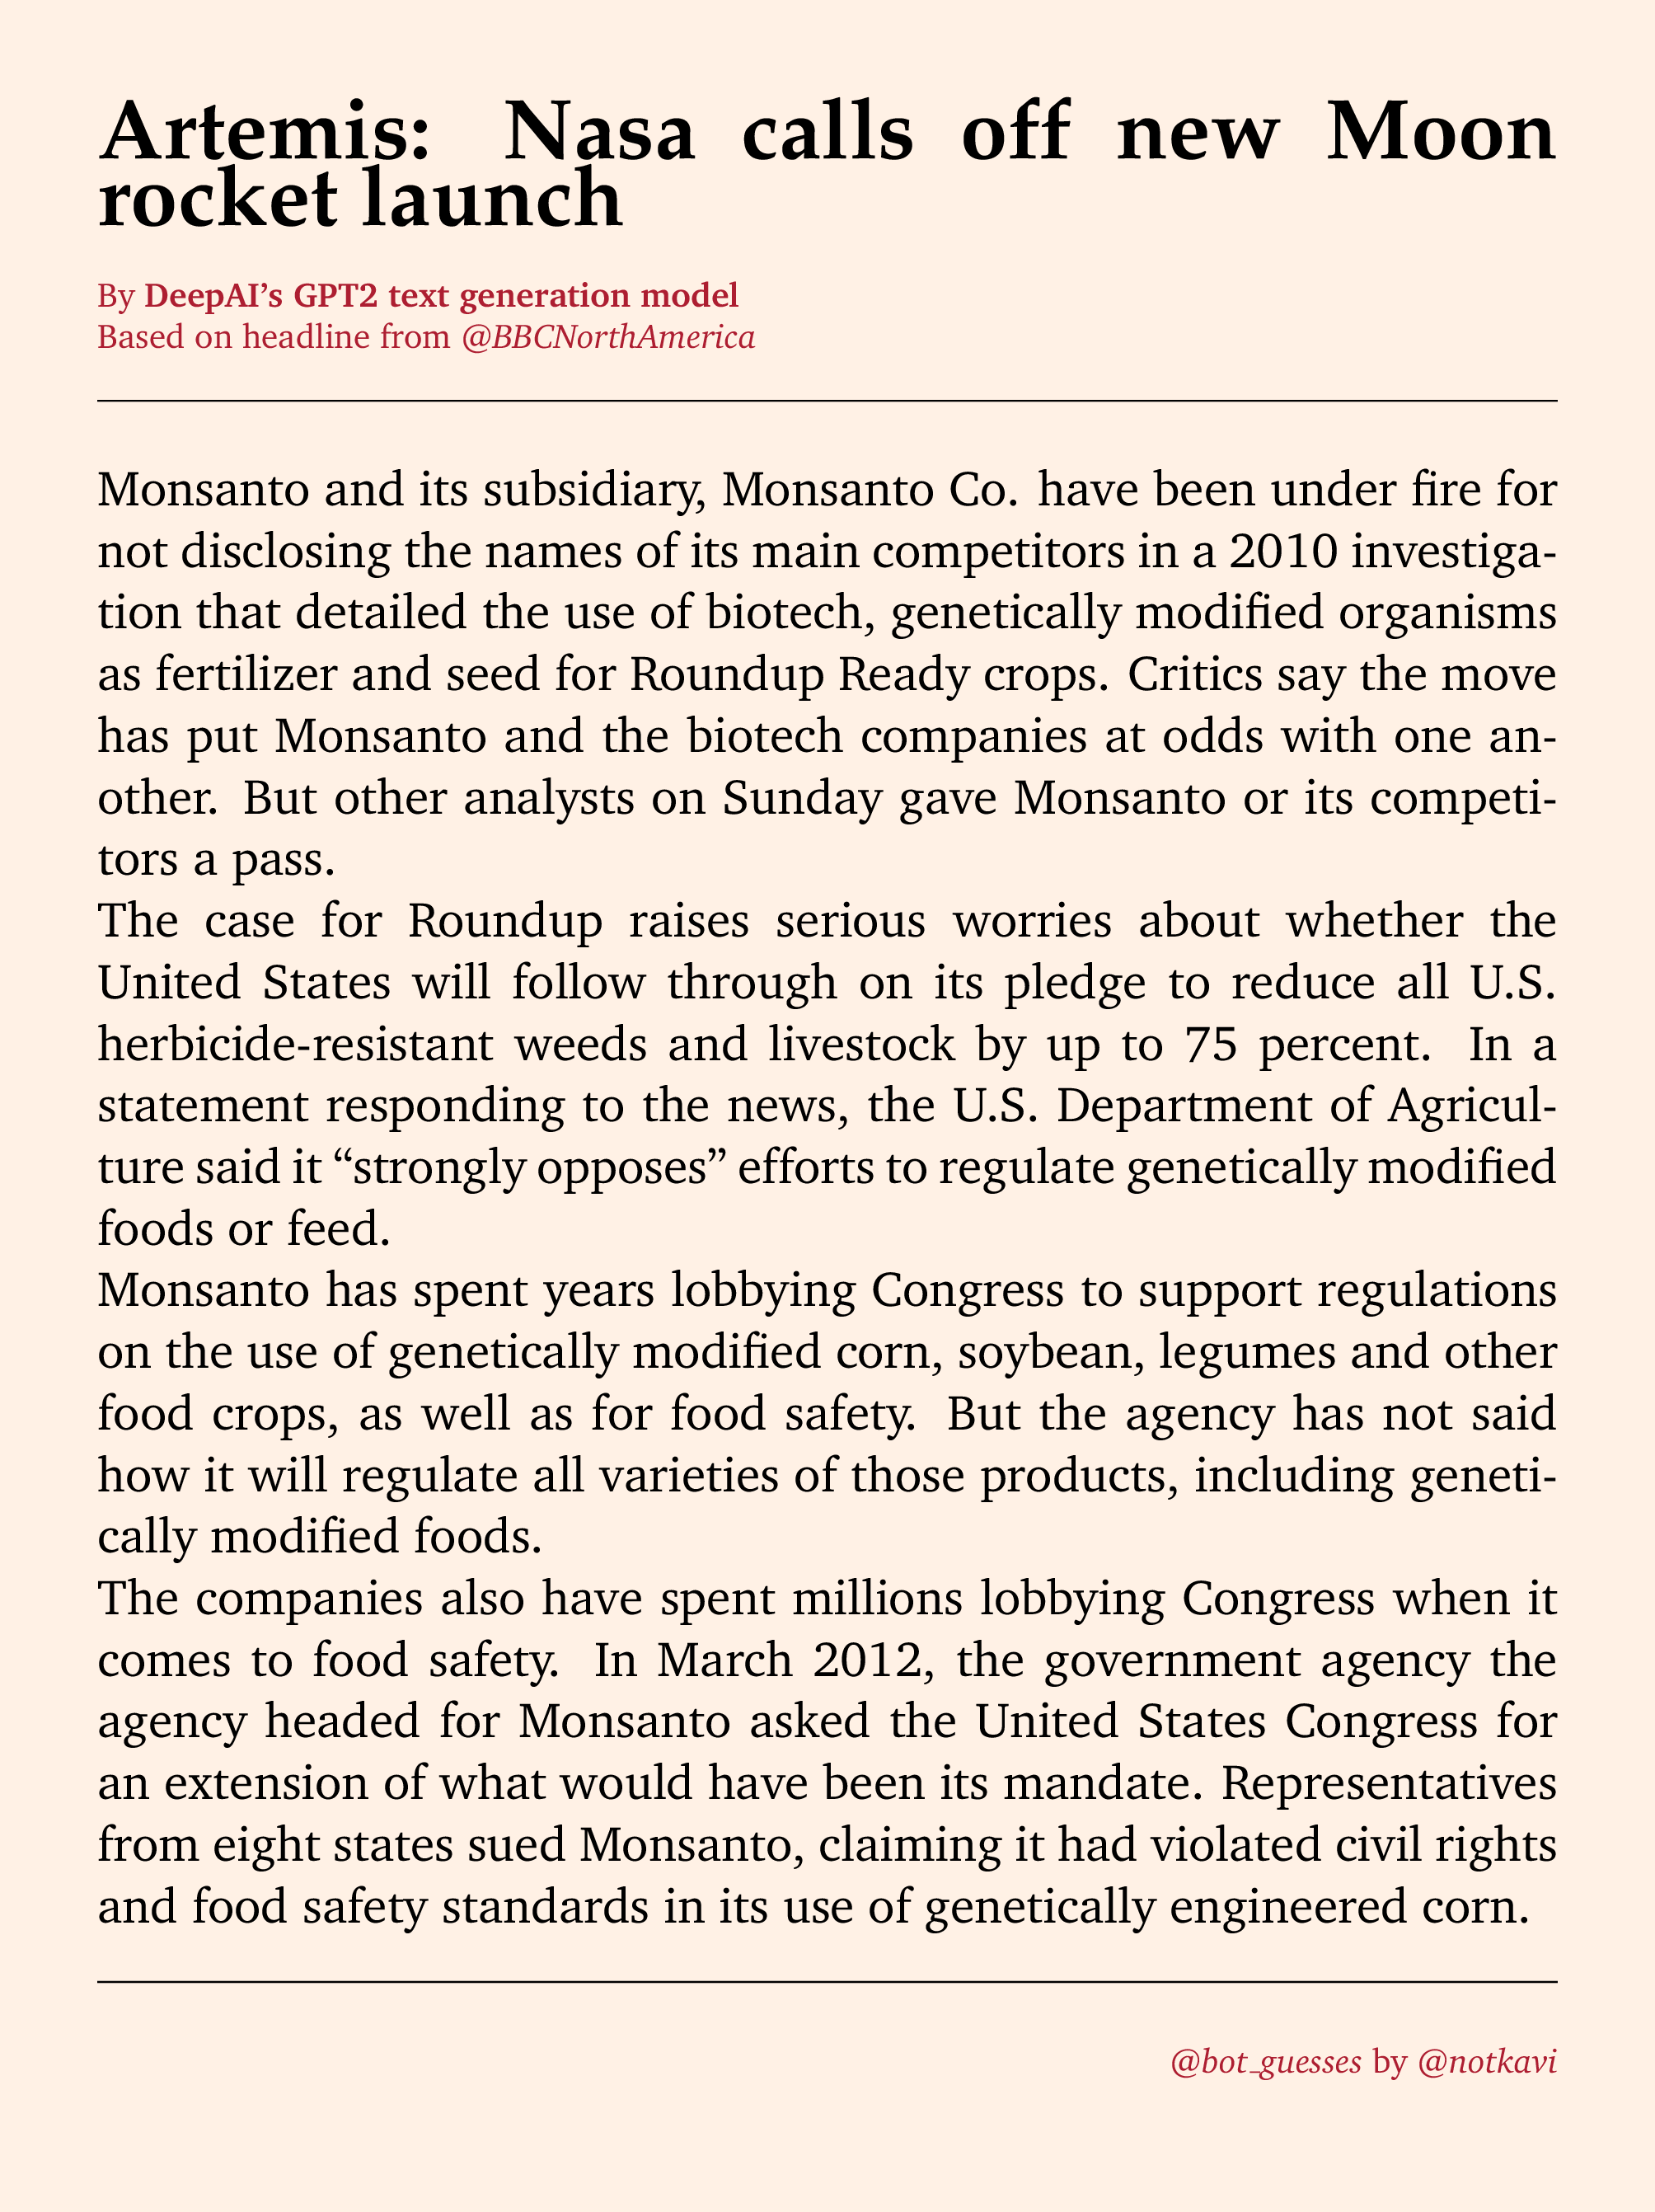 Artemis: Nasa calls off new Moon
rocket launch
By DeepAI’s GPT2 text generation model
Based on headline from @BBCNorthAmerica
Monsanto and its subsidiary, Monsanto Co. have been under fire for
not disclosing the names of its main competitors in a 2010 investiga-
tion that detailed the use of biotech, genetically modified organisms
as fertilizer and seed for Roundup Ready crops. Critics say the move
has put Monsanto and the biotech companies at odds with one an-
other. But other analysts on Sunday gave Monsanto or its competi-
tors a pass.
The case for Roundup raises serious worries about whether the
United States will follow through on its pledge to reduce all U.S.
herbicide-resistant weeds and livestock by up to 75 percent. In a
statement responding to the news, the U.S. Department of Agricul-
ture said it “strongly opposes” efforts to regulate genetically modified
foods or feed.
Monsanto has spent years lobbying Congress to support regulations
on the use of genetically modified corn, soybean, legumes and other
food crops, as well as for food safety. But the agency has not said
how it will regulate all varieties of those products, including geneti-
cally modified foods.
The companies also have spent millions lobbying Congress when it
comes to food safety. In March 2012, the government agency the
agency headed for Monsanto asked the United States Congress for
an extension of what would have been its mandate. Representatives
from eight states sued Monsanto, claiming it had violated civil rights
and food safety standards in its use of genetically engineered corn.
@bot_guesses by @notkavi